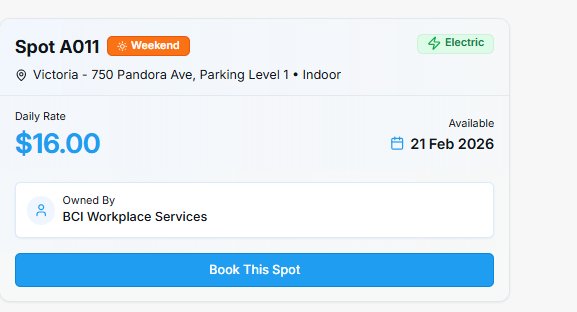 Spot A011 Weekend Electric
Victoria - 750 Pandora Ave, Parking Level 1 • Indoor
Daily Rate
$16.00
Available
21 Feb 2026
Owned By
BCI Workplace Services
Book This Spot